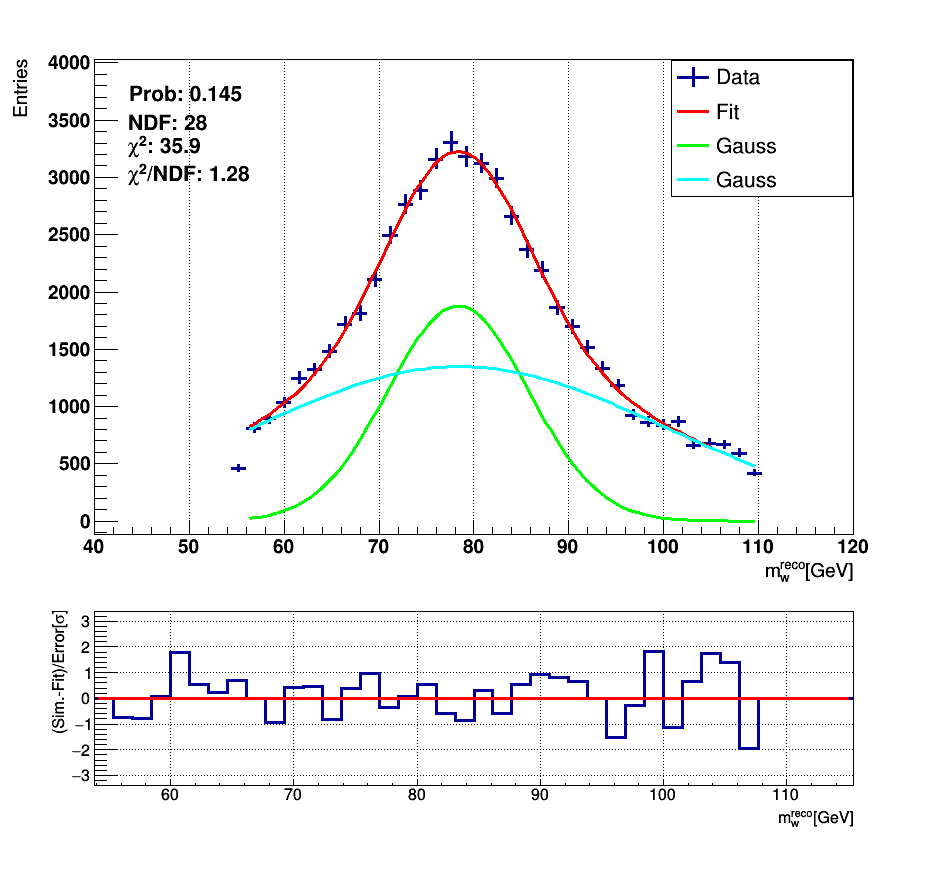 Entries
4000
3500
3000
2500
2000
1500
1000
500
0
Prob: 0.145
NDF: 28
χ²: 35.9
χ²/NDF: 1.28
Data
Fit
Gauss
Gauss
40 50 60 70 80 90 100 110 120
m_w^reco[GeV]
(Sim.-Fit)/Error[σ]
3
2
1
0
−1
−2
−3
60 70 80 90 100 110
m_w^reco[GeV]